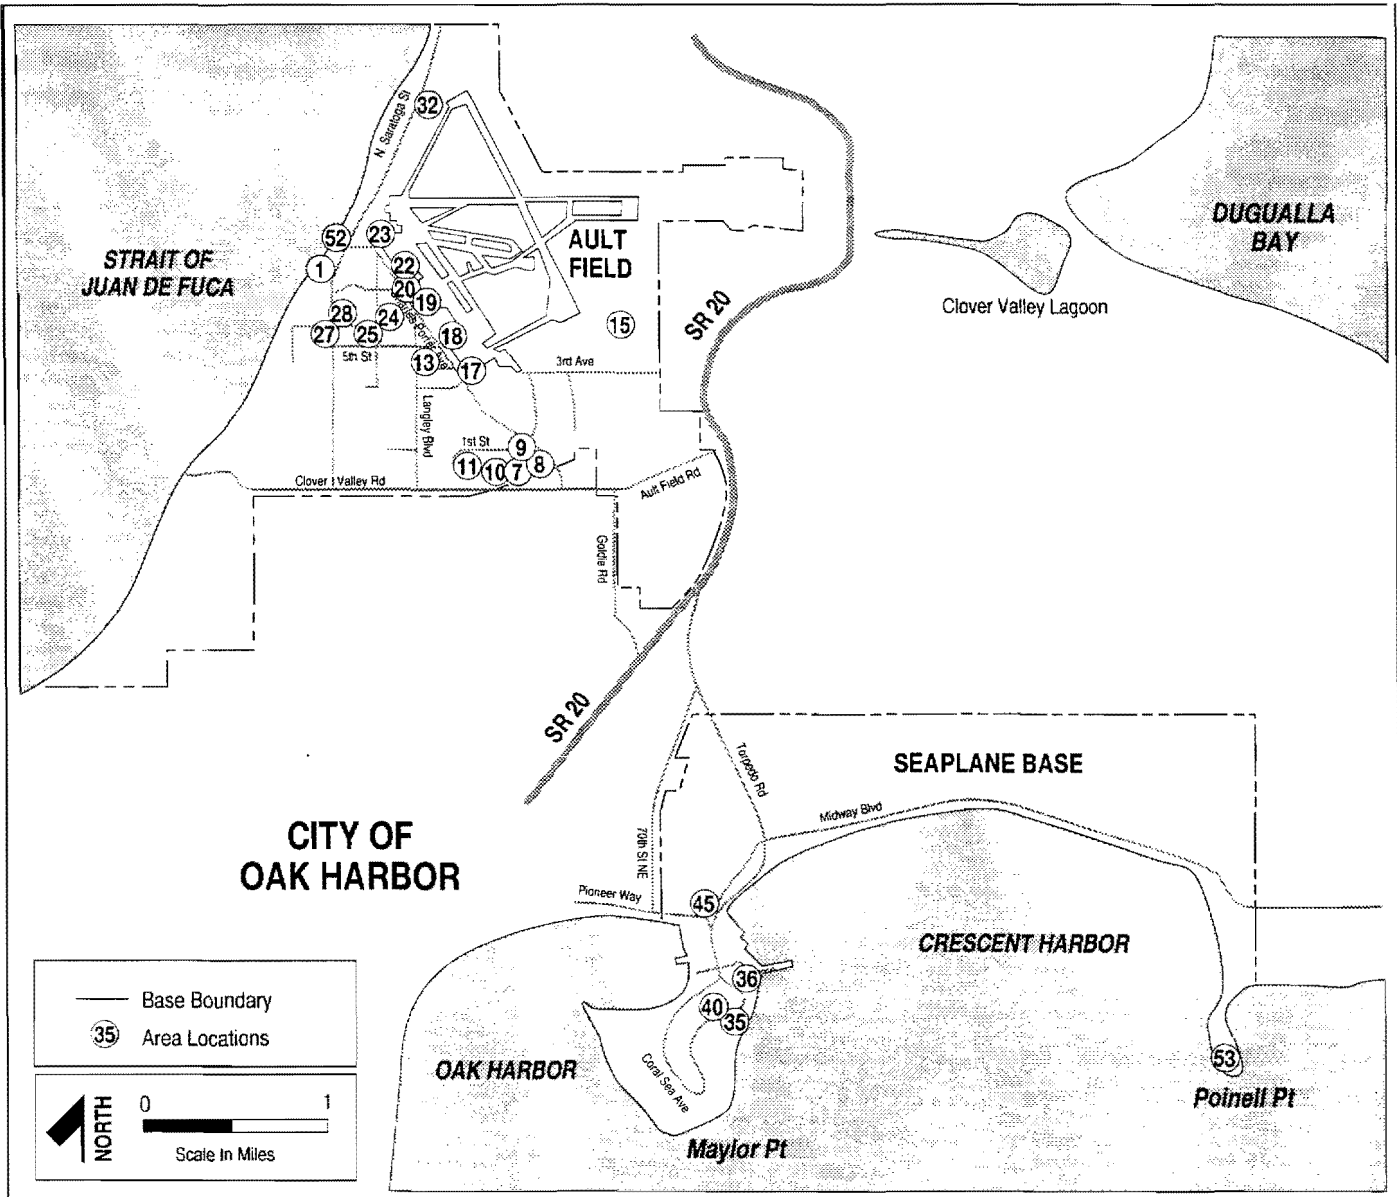 32
N Saratoga St
DUGUALLA
BAY
52
23
AULT
FIELD
STRAIT OF
JUAN DE FUCA
1
22
20
19
Clover Valley Lagoon
SR 20
28
24
15
27
25
18
5th St
13
17
3rd Ave
Langley Blvd
1st St
9
11
10
7
8
Clover Valley Rd
Ault Field Rd
Goldie Rd
SR 20
Torpedo Rd
SEAPLANE BASE
Midway Blvd
CITY OF
OAK HARBOR
70th St NE
Pioneer Way
45
CRESCENT HARBOR
36
40
35
Base Boundary
35
Area Locations
OAK HARBOR
Coral Sea Ave
53
Poinell Pt
Maylor Pt
NORTH
0
1
Scale In Miles